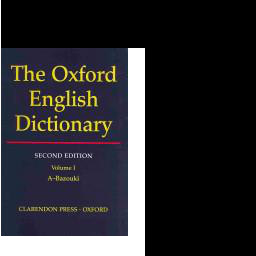 The Oxford
English
Dictionary
SECOND EDITION
Volume I
A–Bazouki
CLARENDON PRESS · OXFORD